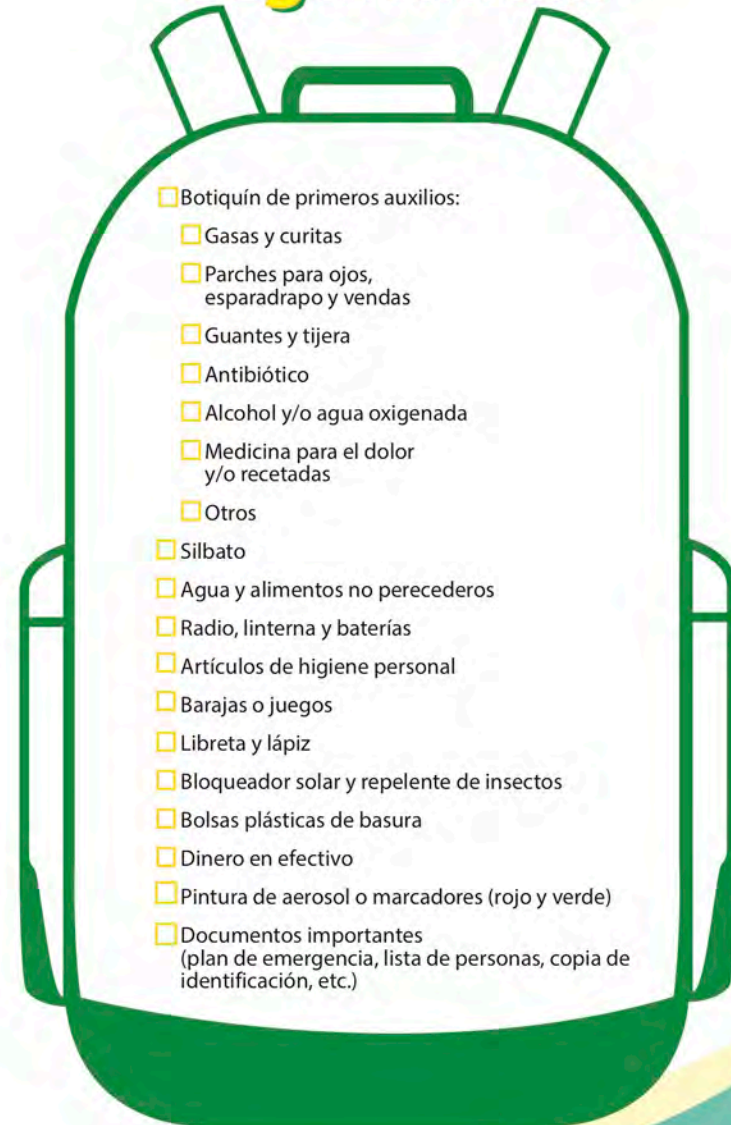 Botiquín de primeros auxilios:
Gasas y curitas
Parches para ojos,
esparadrapo y vendas
Guantes y tijera
Antibiótico
Alcohol y/o agua oxigenada
Medicina para el dolor
y/o recetadas
Otros
Silbato
Agua y alimentos no perecederos
Radio, linterna y baterías
Artículos de higiene personal
Barajas o juegos
Libreta y lápiz
Bloqueador solar y repelente de insectos
Bolsas plásticas de basura
Dinero en efectivo
Pintura de aerosol o marcadores (rojo y verde)
Documentos importantes
(plan de emergencia, lista de personas, copia de
identificación, etc.)